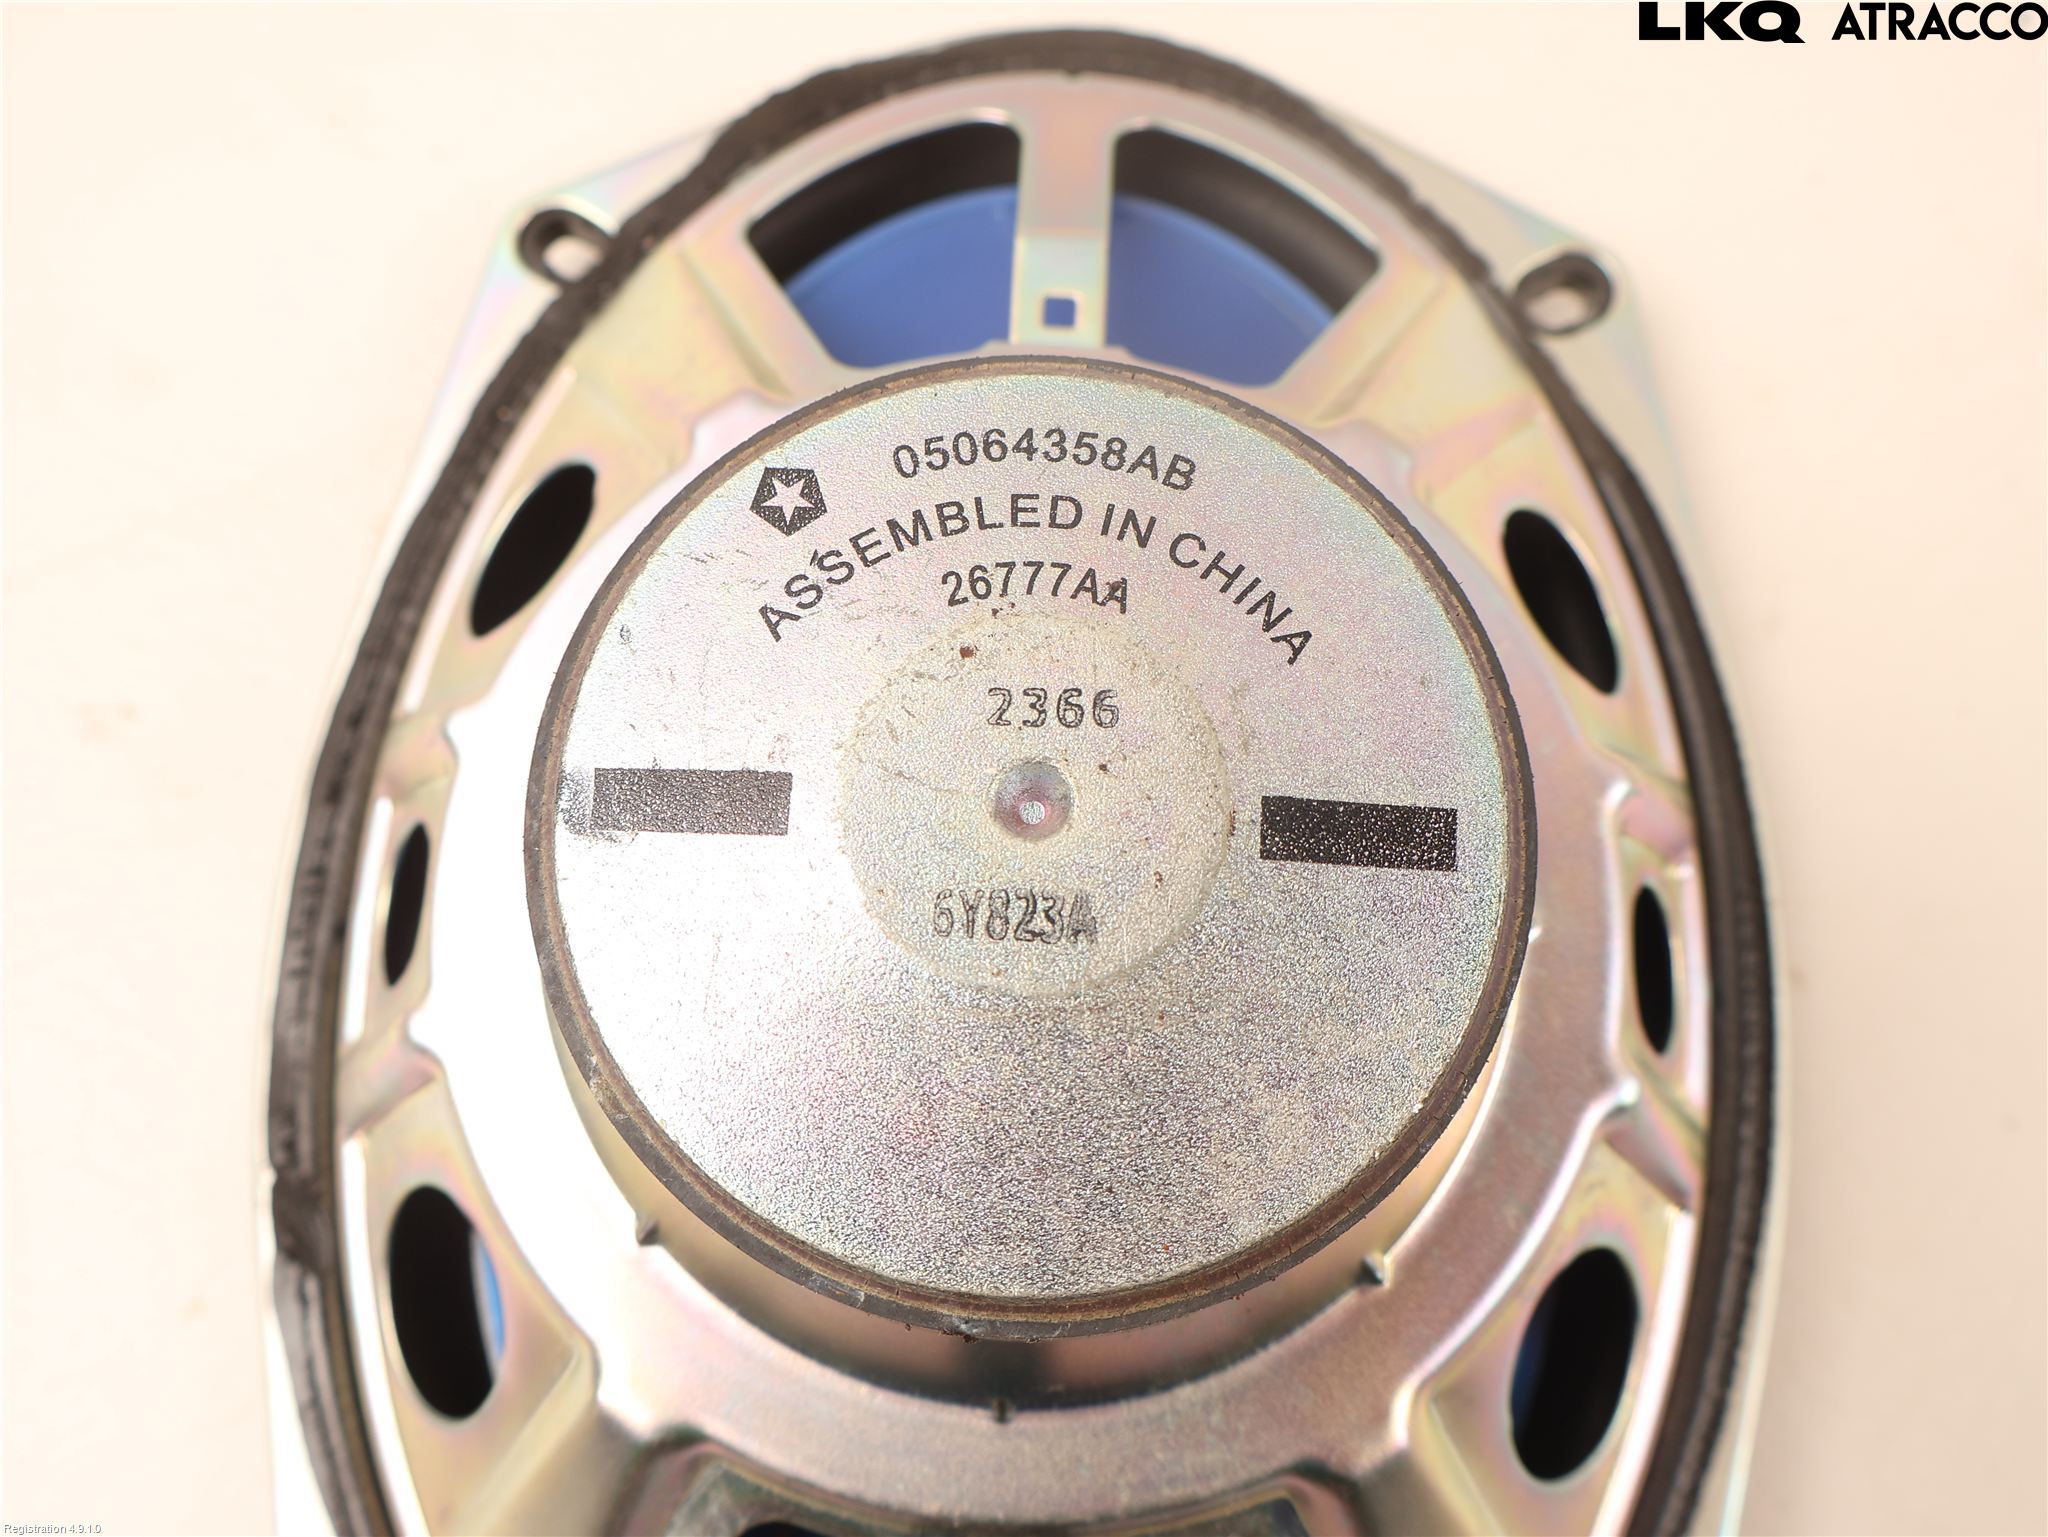 LKQ ATRACCO
05064358AB
ASSEMBLED IN CHINA
26777AA
2366
6Y823A
Registration 4.9.1.0